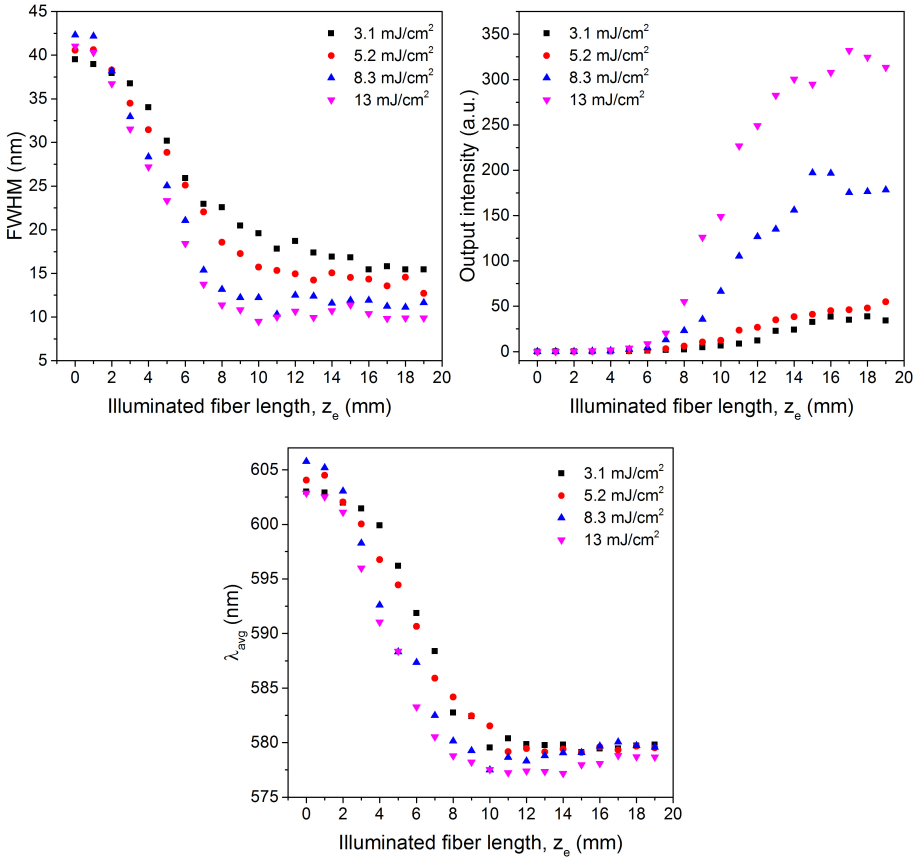 45
40
35
30
25
20
15
10
5
FWHM (nm)
3.1 mJ/cm²
5.2 mJ/cm²
8.3 mJ/cm²
13 mJ/cm²
0 2 4 6 8 10 12 14 16 18 20
Illuminated fiber length, zₑ (mm)
350
300
250
200
150
100
50
0
Output intensity (a.u.)
3.1 mJ/cm²
5.2 mJ/cm²
8.3 mJ/cm²
13 mJ/cm²
0 2 4 6 8 10 12 14 16 18 20
Illuminated fiber length, zₑ (mm)
605
600
595
590
585
580
575
λavg (nm)
3.1 mJ/cm²
5.2 mJ/cm²
8.3 mJ/cm²
13 mJ/cm²
0 2 4 6 8 10 12 14 16 18 20
Illuminated fiber length, zₑ (mm)